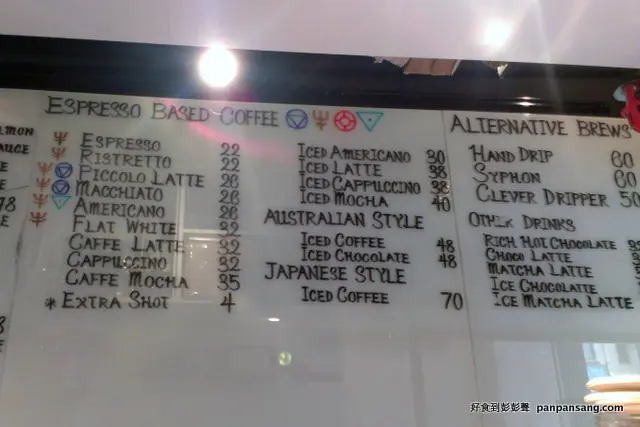 ESPRESSO BASED COFFEE
ESPRESSO 22
RISTRETTO 22
PICCOLO LATTE 26
MACCHIATO 26
AMERICANO 26
FLAT WHITE 32
CAFFE LATTE 32
CAPPUCCINO 32
CAFFE MOCHA 35
* EXTRA SHOT 4
ICED AMERICANO 30
ICED LATTE 38
ICED CAPPUCCINO 38
ICED MOCHA 40
AUSTRALIAN STYLE
ICED COFFEE 48
ICED CHOCOLATE 48
JAPANESE STYLE
ICED COFFEE 70
ALTERNATIVE BREWS
HAND DRIP 60
SYPHON 60
CLEVER DRIPPER 50
OTHER DRINKS
RICH HOT CHOCOLATE
CHOCO LATTE
MATCHA LATTE
ICE CHOCOLATTE
ICE MATCHA LATTE
好食到彭彭聲 panpansang.com